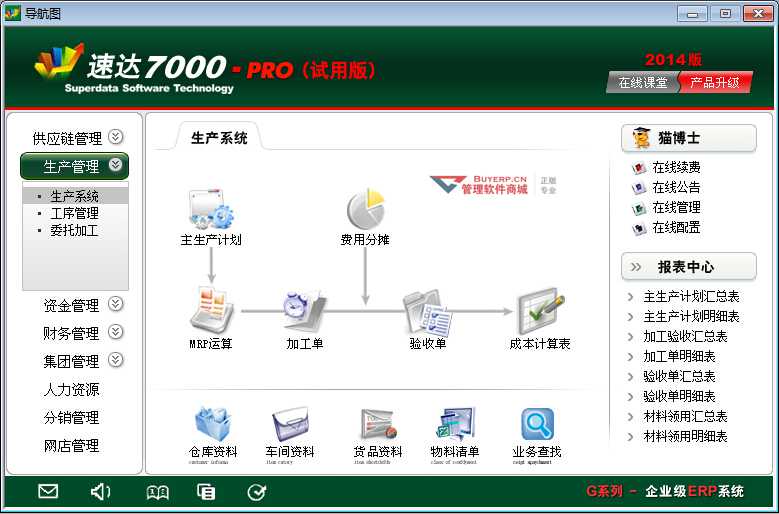 导航图
速达7000-PRO（试用版）
Superdata Software Technology
2014版
在线课堂 产品升级
供应链管理
生产管理
生产系统
工序管理
委托加工
资金管理
财务管理
集团管理
人力资源
分销管理
网店管理
生产系统
BUYERP.CN
管理软件商城
正版
专业
主生产计划
费用分摊
MRP运算
加工单
验收单
成本计算表
仓库资料
车间资料
货品资料
物料清单
业务查找
猫博士
在线续费
在线公告
在线管理
在线配置
报表中心
主生产计划汇总表
主生产计划明细表
加工验收汇总表
加工单明细表
验收单汇总表
验收单明细表
材料领用汇总表
材料领用明细表
G系列 - 企业级ERP系统